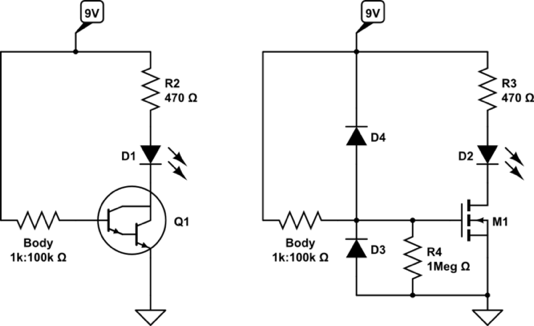 9V
R2
470 Ω
D1
Q1
Body
1k:100k Ω
9V
R3
470 Ω
D4
D2
M1
Body
1k:100k Ω
D3
R4
1Meg Ω